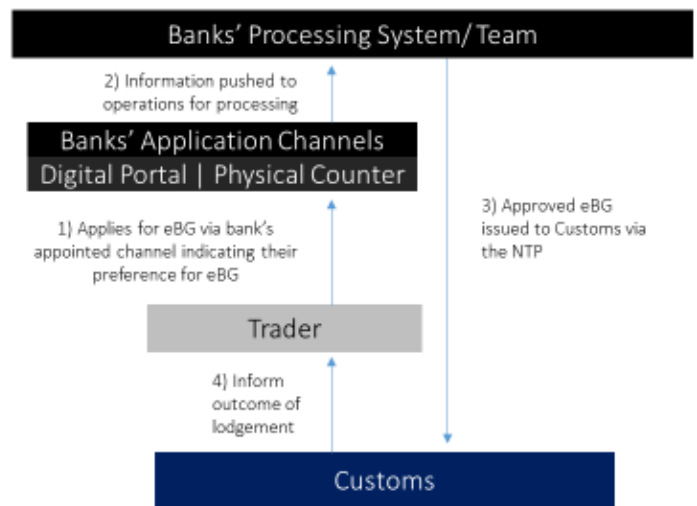 Banks' Processing System/ Team
2) Information pushed to
operations for processing
Banks' Application Channels
Digital Portal | Physical Counter
1) Applies for eBG via bank's
appointed channel indicating their
preference for eBG
3) Approved eBG
issued to Customs via
the NTP
Trader
4) Inform
outcome of
lodgement
Customs